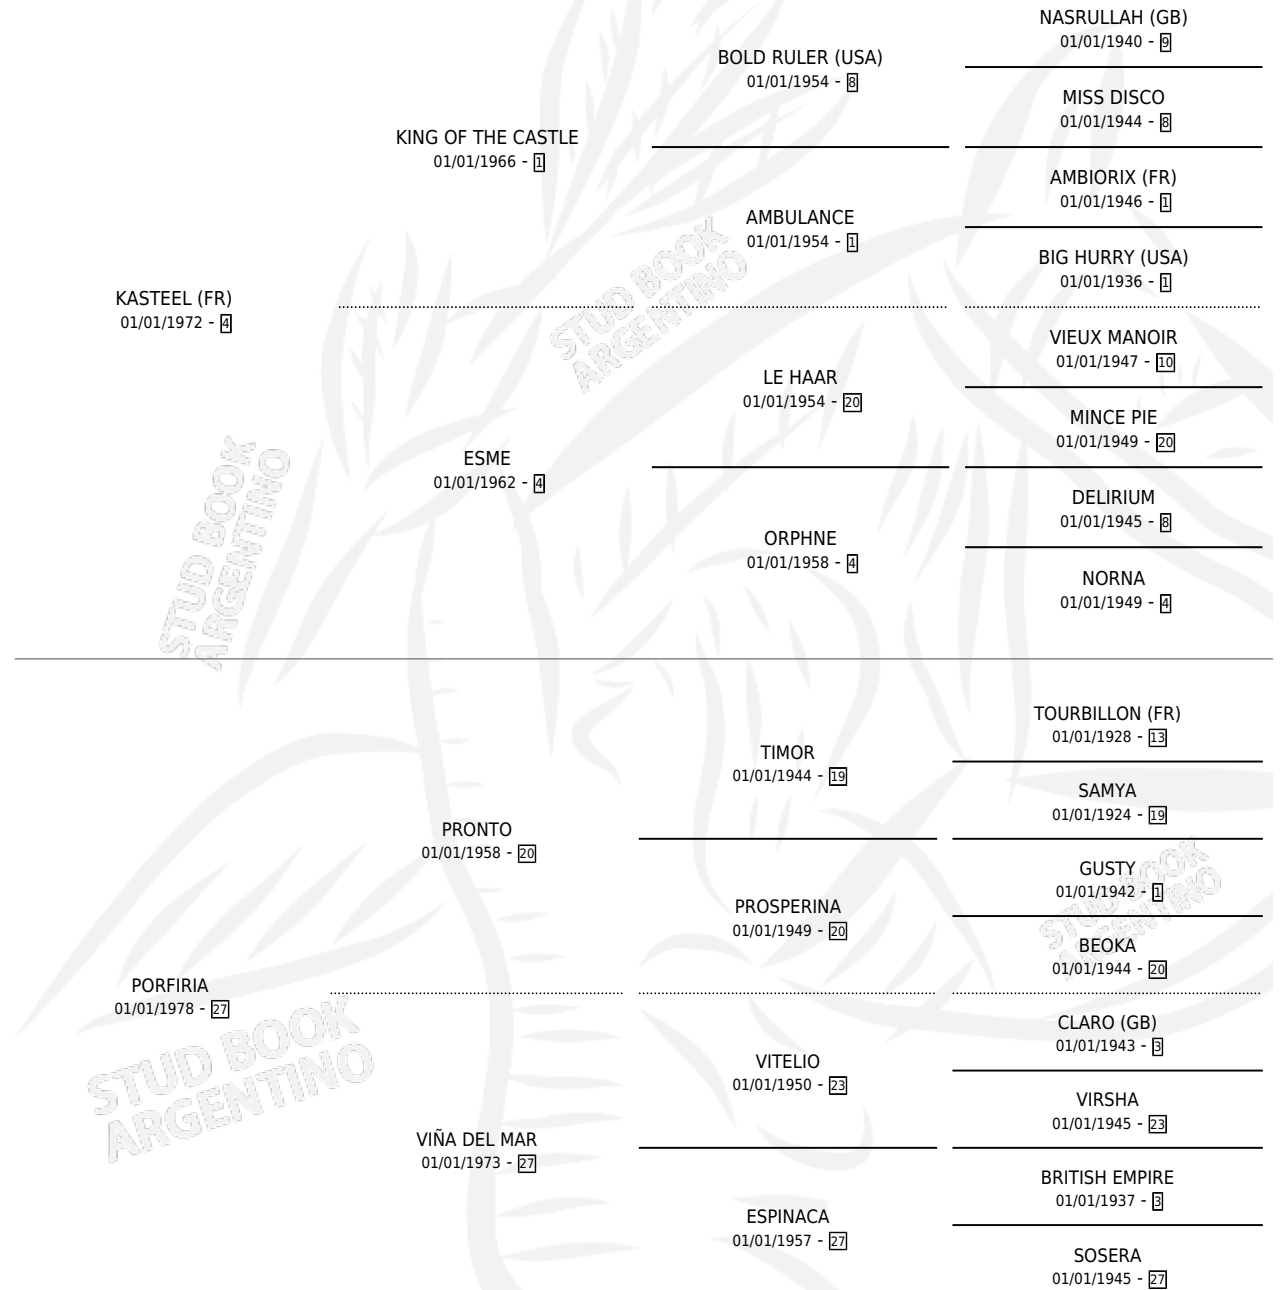 NASRULLAH (GB)
01/01/1940 - 9
BOLD RULER (USA)
01/01/1954 - 8
MISS DISCO
01/01/1944 - 8
KING OF THE CASTLE
01/01/1966 - 1
AMBIORIX (FR)
01/01/1946 - 1
AMBULANCE
01/01/1954 - 1
BIG HURRY (USA)
01/01/1936 - 1
KASTEEL (FR)
01/01/1972 - 4
VIEUX MANOIR
01/01/1947 - 10
LE HAAR
01/01/1954 - 20
MINCE PIE
01/01/1949 - 20
ESME
01/01/1962 - 4
DELIRIUM
01/01/1945 - 8
ORPHNE
01/01/1958 - 4
NORNA
01/01/1949 - 4
TOURBILLON (FR)
01/01/1928 - 13
TIMOR
01/01/1944 - 19
SAMYA
01/01/1924 - 19
PRONTO
01/01/1958 - 20
GUSTY
01/01/1942 - 1
PROSPERINA
01/01/1949 - 20
BEOKA
01/01/1944 - 20
PORFIRIA
01/01/1978 - 27
CLARO (GB)
01/01/1943 - 3
VITELIO
01/01/1950 - 23
VIRSHA
01/01/1945 - 23
VIÑA DEL MAR
01/01/1973 - 27
BRITISH EMPIRE
01/01/1937 - 3
ESPINACA
01/01/1957 - 27
SOSERA
01/01/1945 - 27
STUD BOOK
ARGENTINO
STUD BOOK
ARGENTINO
STUD BOOK
ARGENTINO
STUD BOOK
ARGENTINO